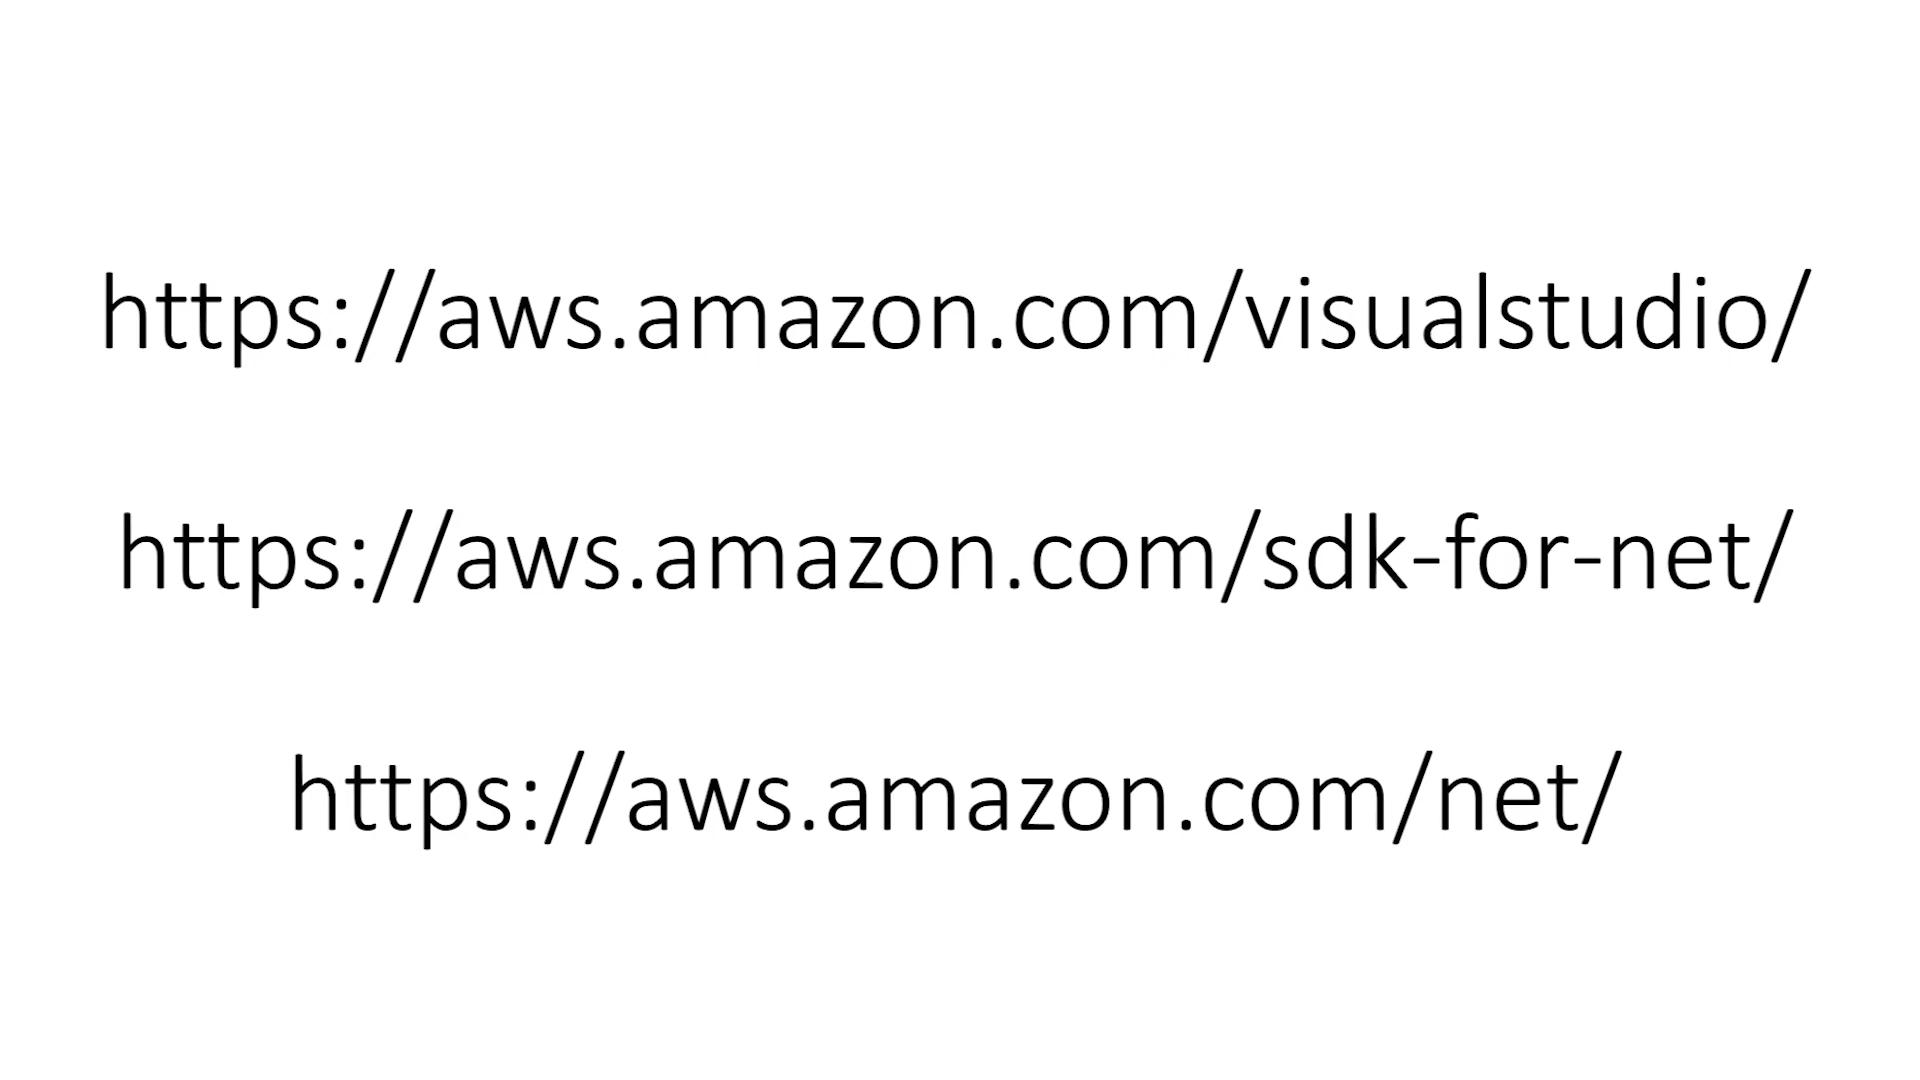 https://aws.amazon.com/visualstudio/
https://aws.amazon.com/sdk-for-net/
https://aws.amazon.com/net/